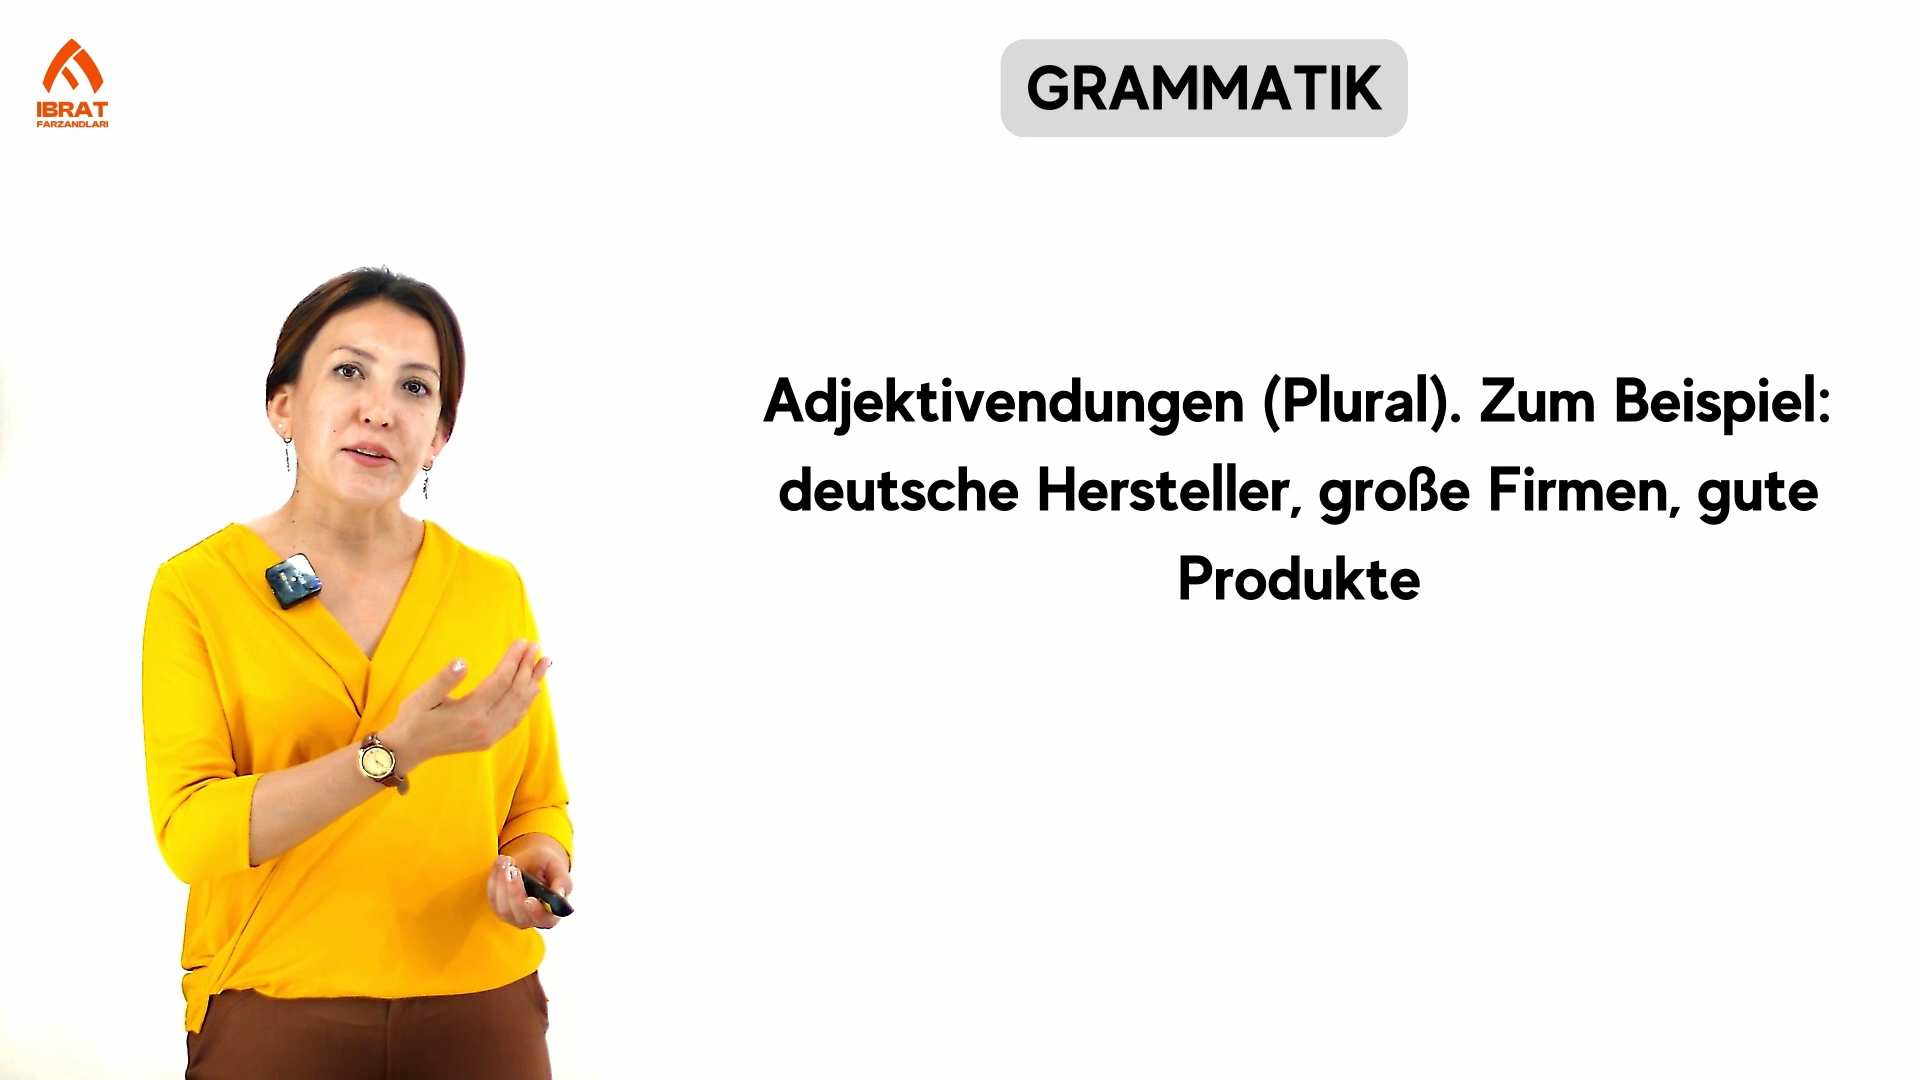 IBRAT
FARZANDLARI
GRAMMATIK
Adjektivendungen (Plural). Zum Beispiel:
deutsche Hersteller, große Firmen, gute
Produkte